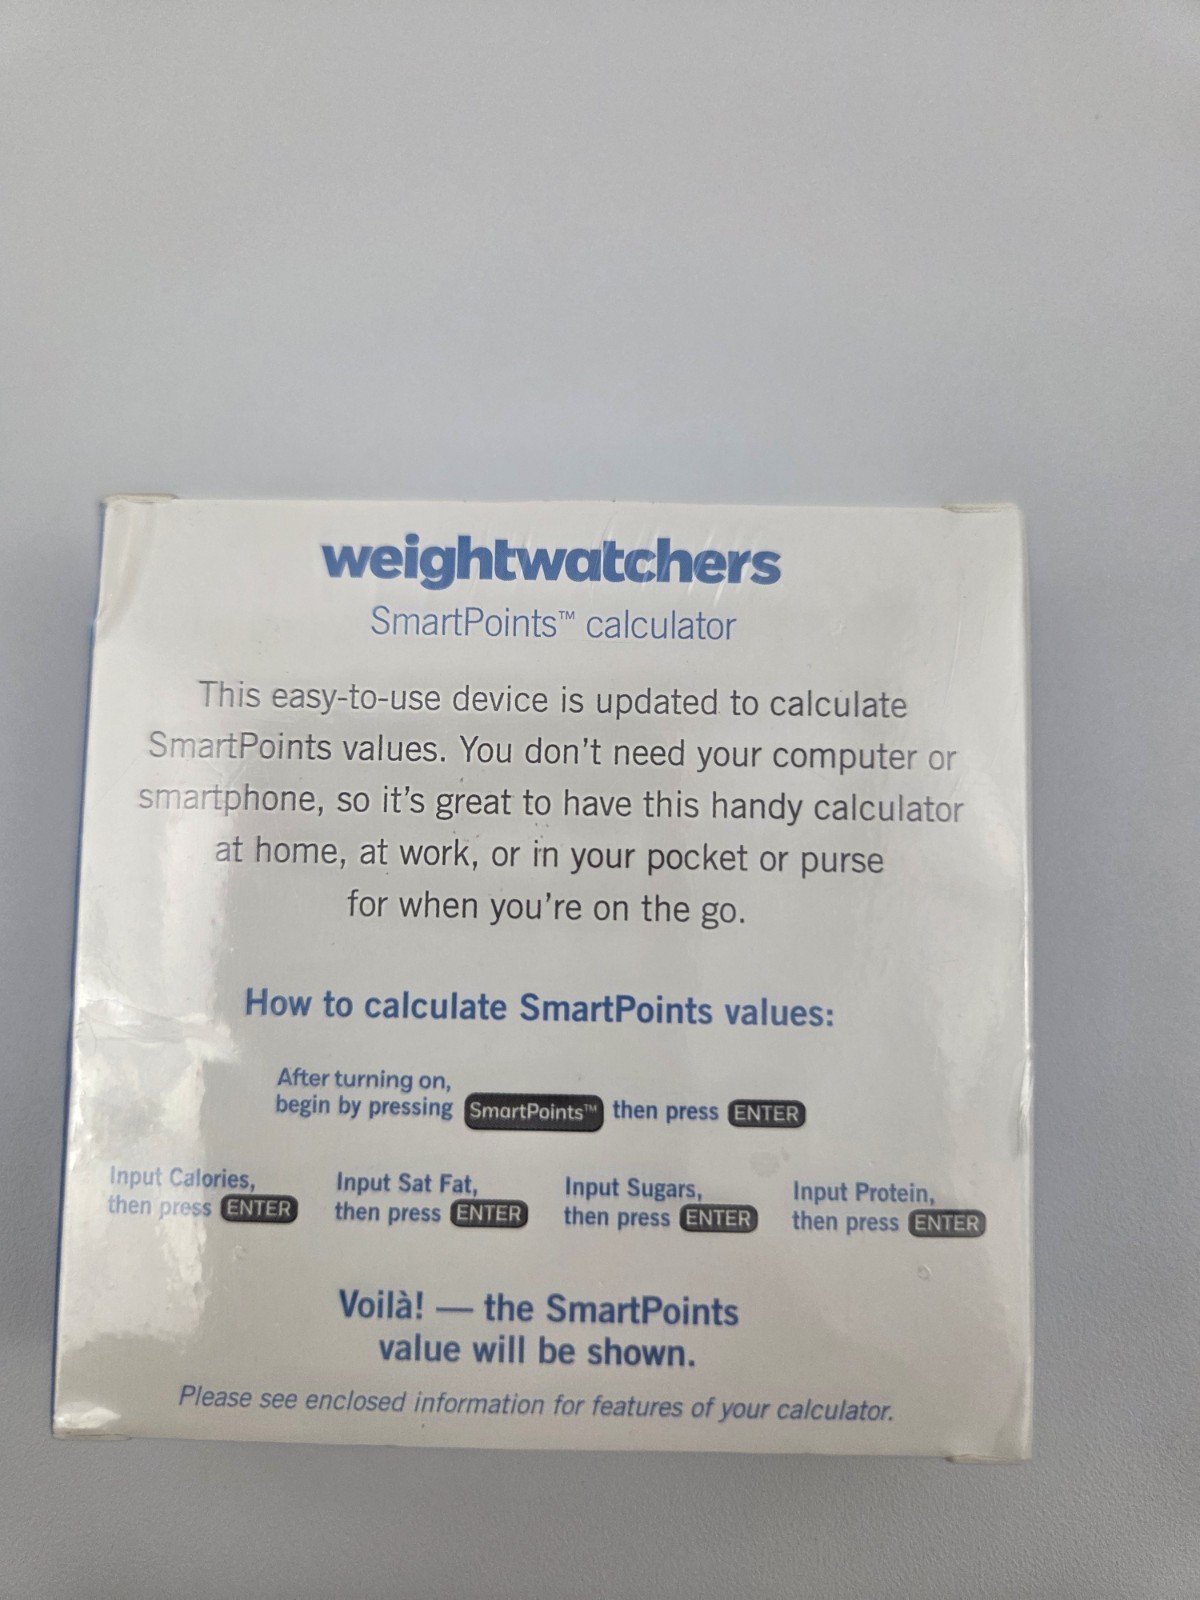 weightwatchers
SmartPoints™ calculator
This easy-to-use device is updated to calculate
SmartPoints values. You don't need your computer or
smartphone, so it's great to have this handy calculator
at home, at work, or in your pocket or purse
for when you're on the go.
How to calculate SmartPoints values:
After turning on,
begin by pressing SmartPoints™ then press ENTER
Input Calories,
then press ENTER
Input Sat Fat,
then press ENTER
Input Sugars,
then press ENTER
Input Protein,
then press ENTER
Voilà! — the SmartPoints
value will be shown.
Please see enclosed information for features of your calculator.